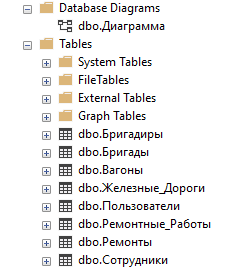 Database Diagrams
dbo.Диаграмма
Tables
System Tables
FileTables
External Tables
Graph Tables
dbo.Бригадиры
dbo.Бригады
dbo.Вагоны
dbo.Железные_Дороги
dbo.Пользователи
dbo.Ремонтные_Работы
dbo.Ремонты
dbo.Сотрудники